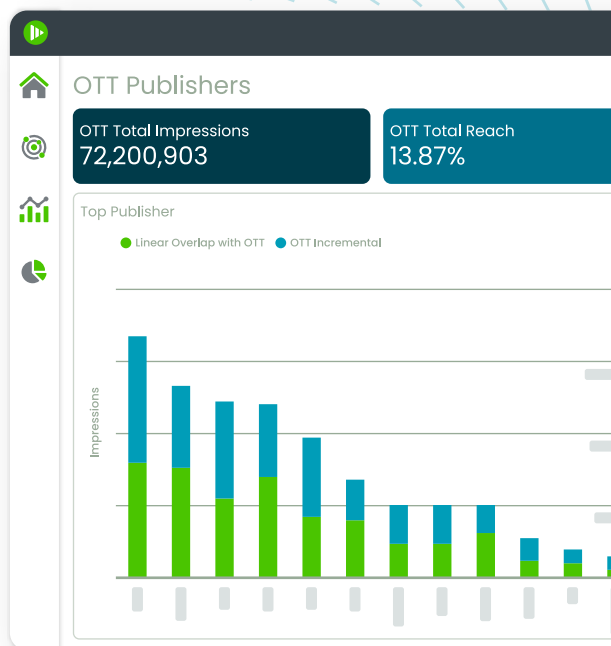 OTT Publishers
OTT Total Impressions
72,200,903
OTT Total Reach
13.87%
Top Publisher
Linear Overlap with OTT
OTT Incremental
Impressions